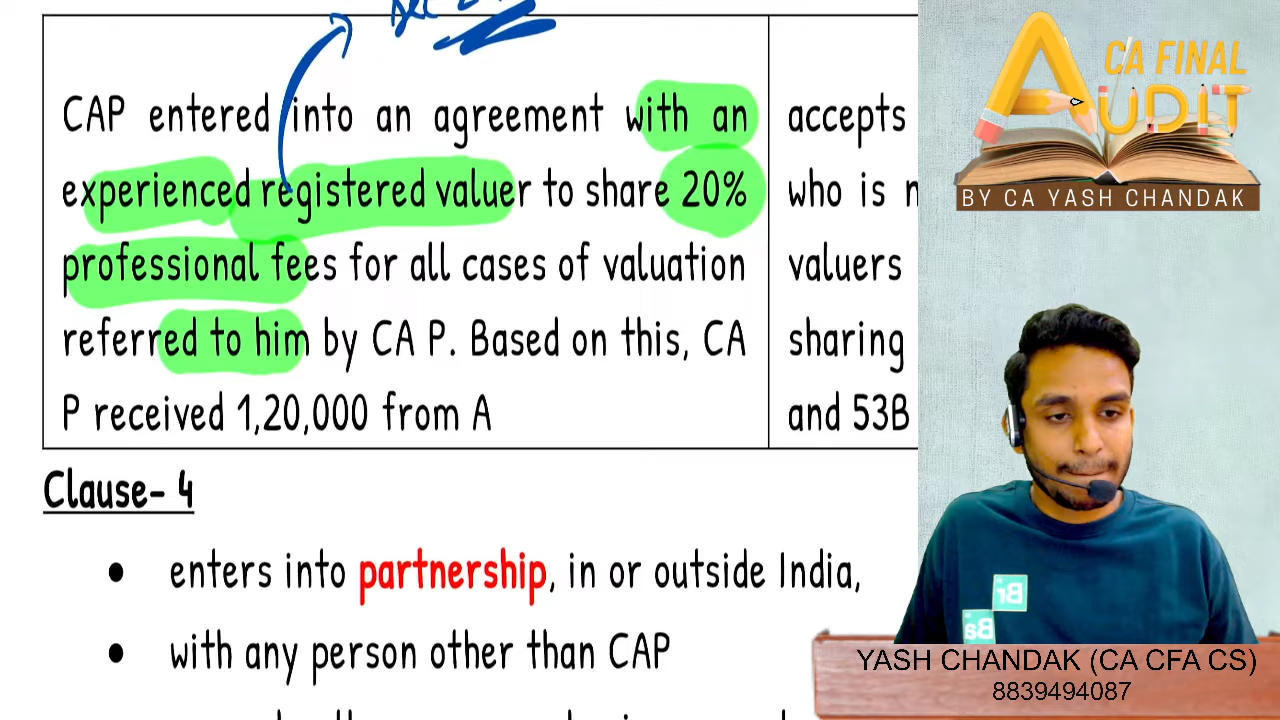 CAP entered into an agreement with an
experienced registered valuer to share 20%
professional fees for all cases of valuation
referred to him by CA P. Based on this, CA
P received 1,20,000 from A
accepts
who is
valuers
sharing
and 53B
Clause- 4
• enters into partnership, in or outside India,
• with any person other than CAP
CA FINAL
AUDIT
BY CA YASH CHANDAK
Br
Ba
YASH CHANDAK (CA CFA CS)
8839494087